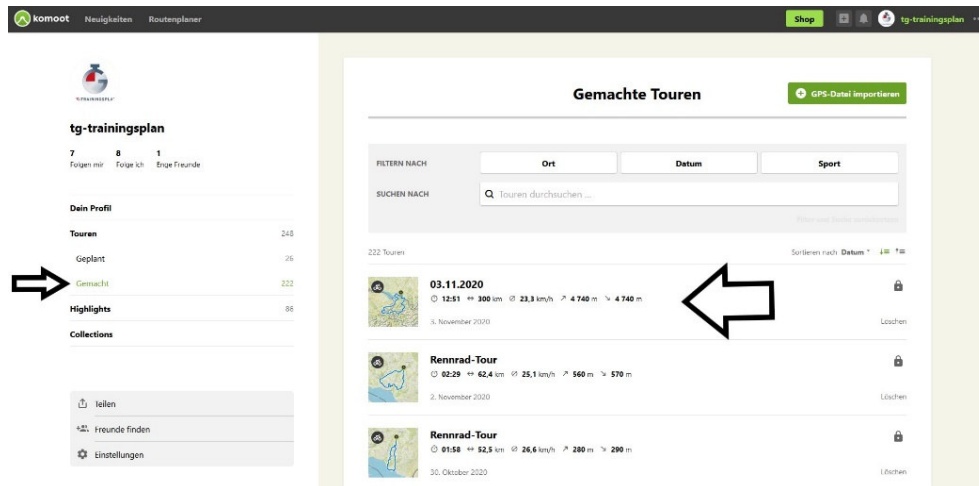 komoot Neuigkeiten Routenplaner Shop tg-trainingsplan
tg-trainingsplan
7 8 1
Folgen mir Folge ich Enge Freunde
Dein Profil
Touren 248
Geplant 26
Gemacht 222
Highlights 86
Collections
Teilen
Freunde finden
Einstellungen
Gemachte Touren
GPS-Datei importieren
FILTERN NACH Ort Datum Sport
SUCHEN NACH Touren durchsuchen ...
222 Touren Sortieren nach Datum
03.11.2020
12:51 300 km 23,3 km/h 4 740 m 4 740 m
3. November 2020 Löschen
Rennrad-Tour
02:29 62,4 km 25,1 km/h 560 m 570 m
2. November 2020 Löschen
Rennrad-Tour
01:58 52,5 km 26,6 km/h 280 m 290 m
30. Oktober 2020 Löschen